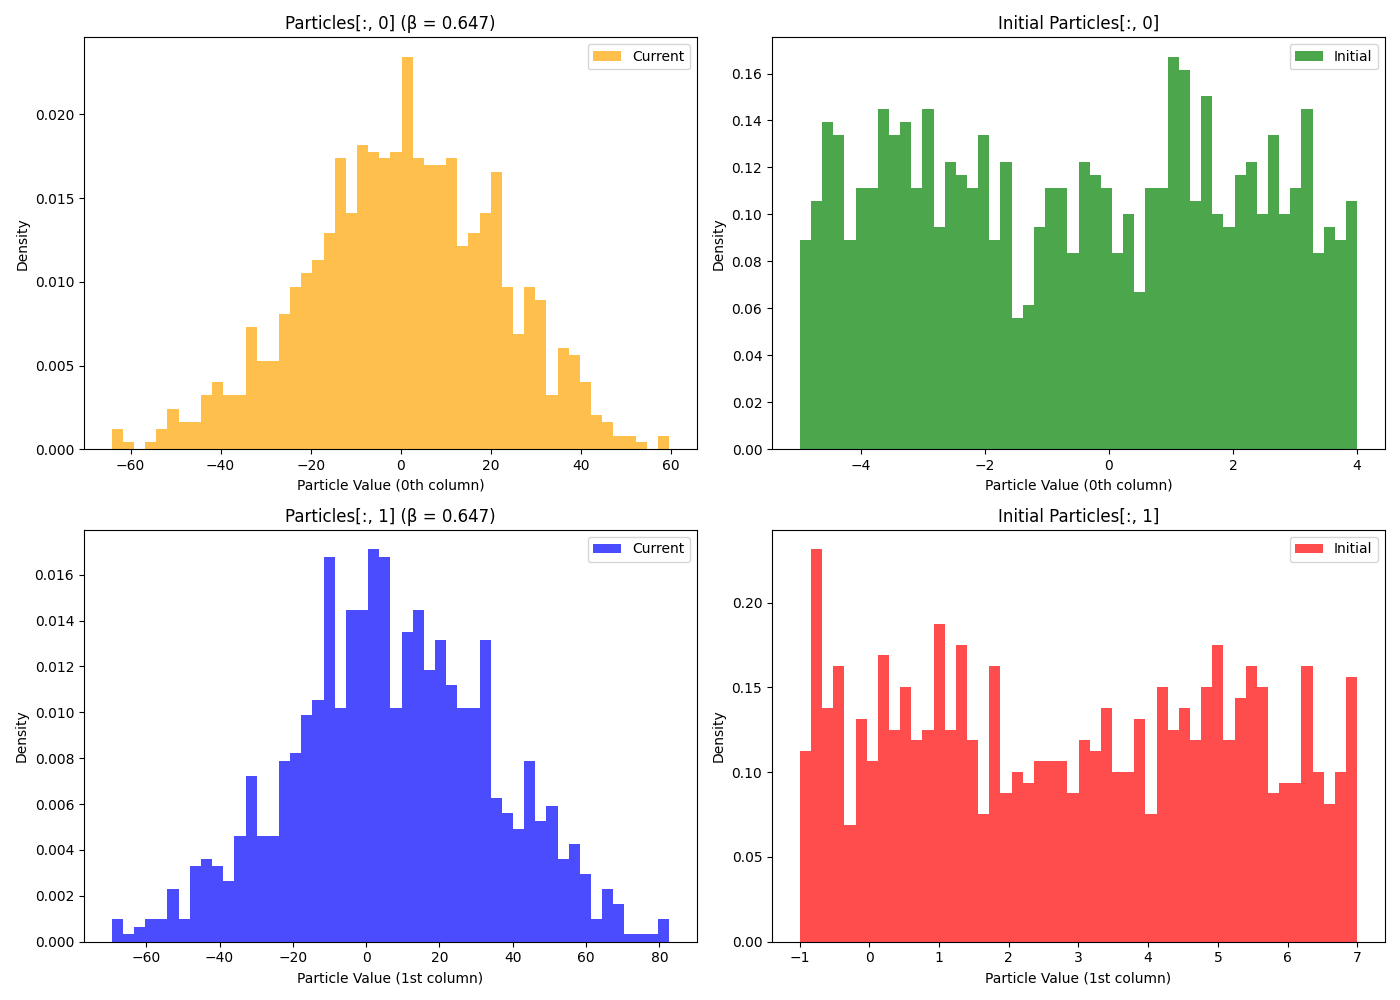 Particles[:, 0] (β = 0.647)
Current
Density
0.020
0.015
0.010
0.005
0.000
−60 −40 −20 0 20 40 60
Particle Value (0th column)
Initial Particles[:, 0]
Initial
Density
0.16
0.14
0.12
0.10
0.08
0.06
0.04
0.02
0.00
−4 −2 0 2 4
Particle Value (0th column)
Particles[:, 1] (β = 0.647)
Current
Density
0.016
0.014
0.012
0.010
0.008
0.006
0.004
0.002
0.000
−60 −40 −20 0 20 40 60 80
Particle Value (1st column)
Initial Particles[:, 1]
Initial
Density
0.20
0.15
0.10
0.05
0.00
−1 0 1 2 3 4 5 6 7
Particle Value (1st column)